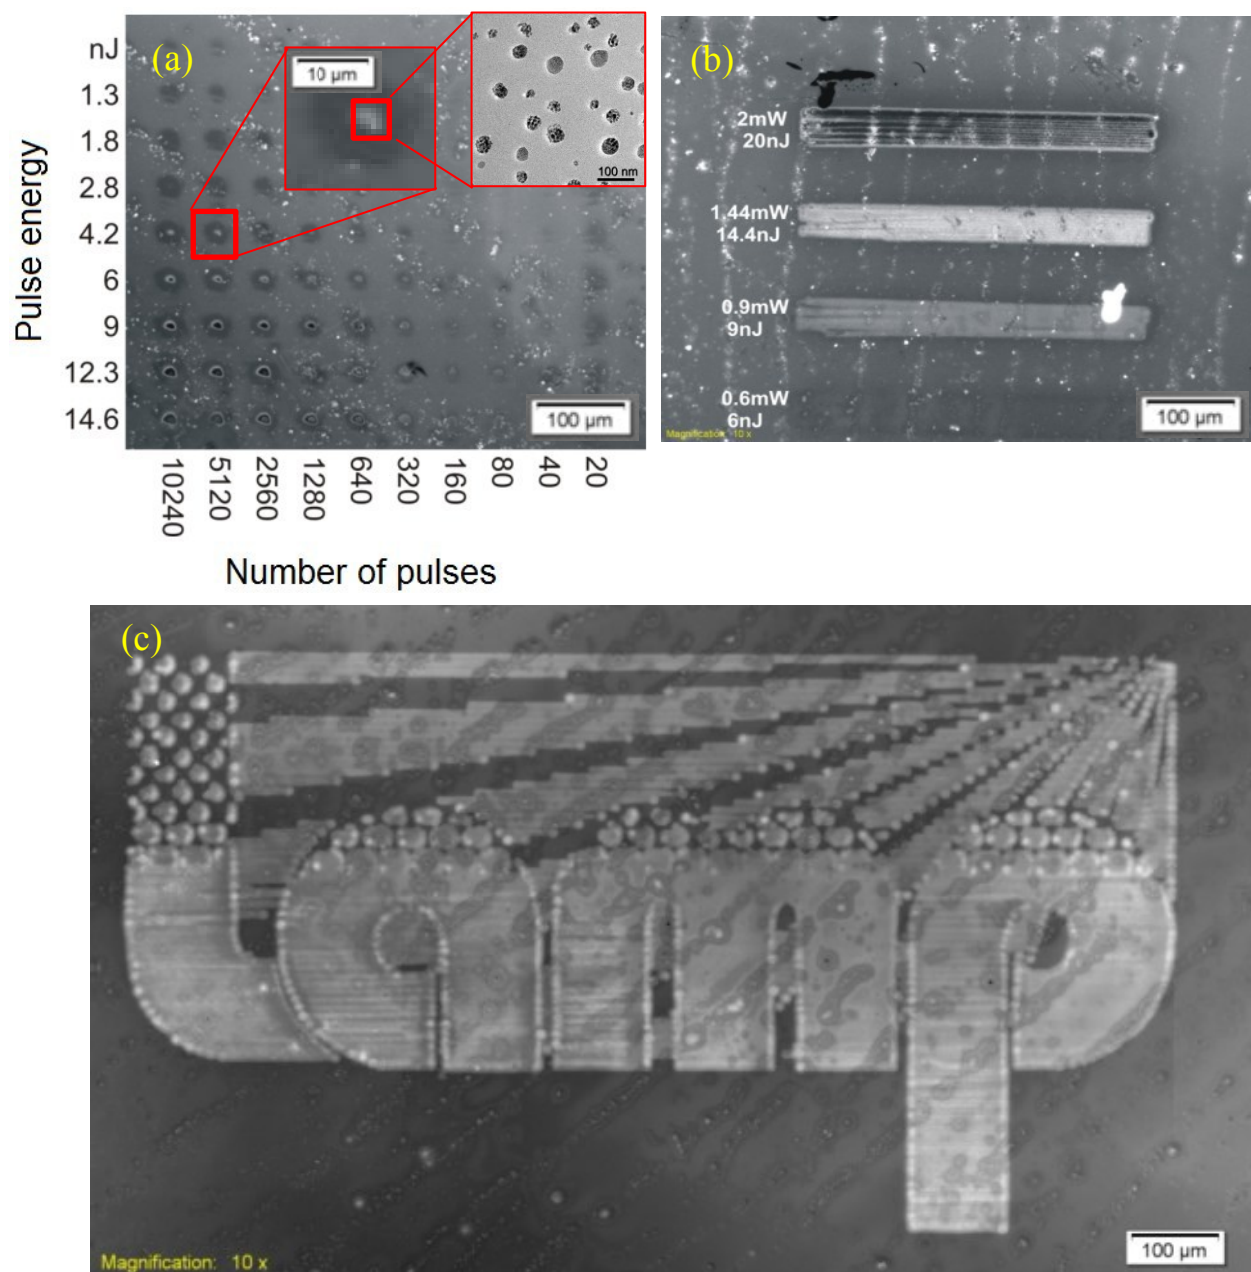 (a)
nJ
1.3
1.8
2.8
4.2
6
9
12.3
14.6
Pulse energy
10 µm
100 nm
100 µm
10240
5120
2560
1280
640
320
160
80
40
20
Number of pulses
(b)
2mW
20nJ
1.44mW
14.4nJ
0.9mW
9nJ
0.6mW
6nJ
Magnification: 10 x
100 µm
(c)
Magnification: 10 x
100 µm